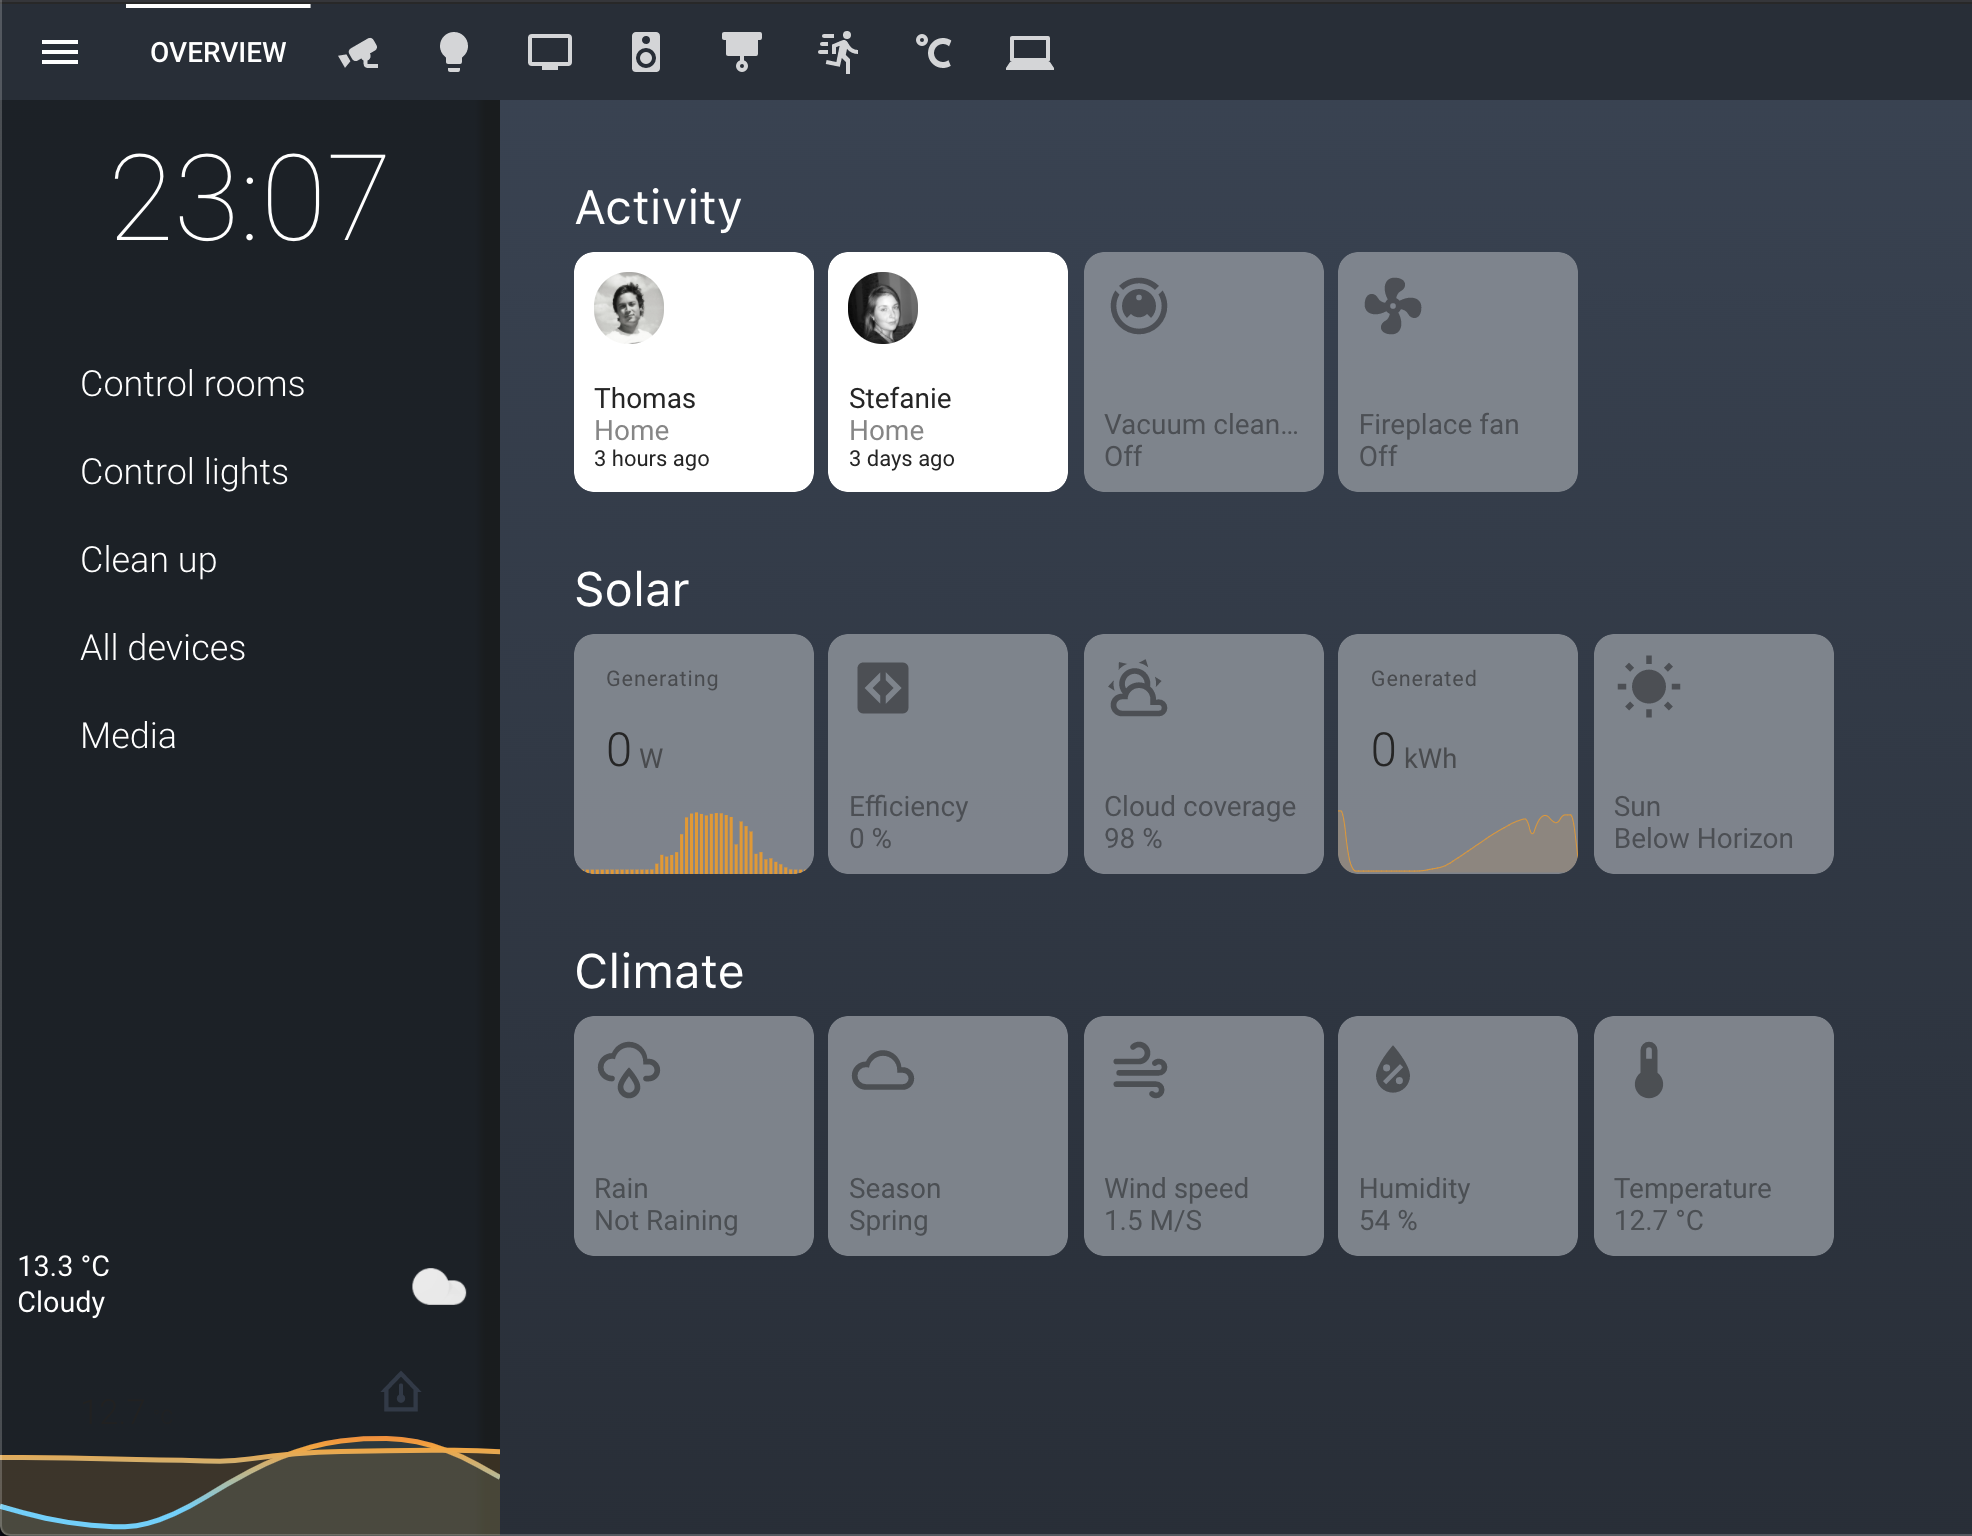 OVERVIEW
°C
23:07
Control rooms
Control lights
Clean up
All devices
Media
13.3 °C
Cloudy
Activity
Thomas
Home
3 hours ago
Stefanie
Home
3 days ago
Vacuum clean...
Off
Fireplace fan
Off
Solar
Generating
0 W
Efficiency
0 %
Cloud coverage
98 %
Generated
0 kWh
Sun
Below Horizon
Climate
Rain
Not Raining
Season
Spring
Wind speed
1.5 M/S
Humidity
54 %
Temperature
12.7 °C